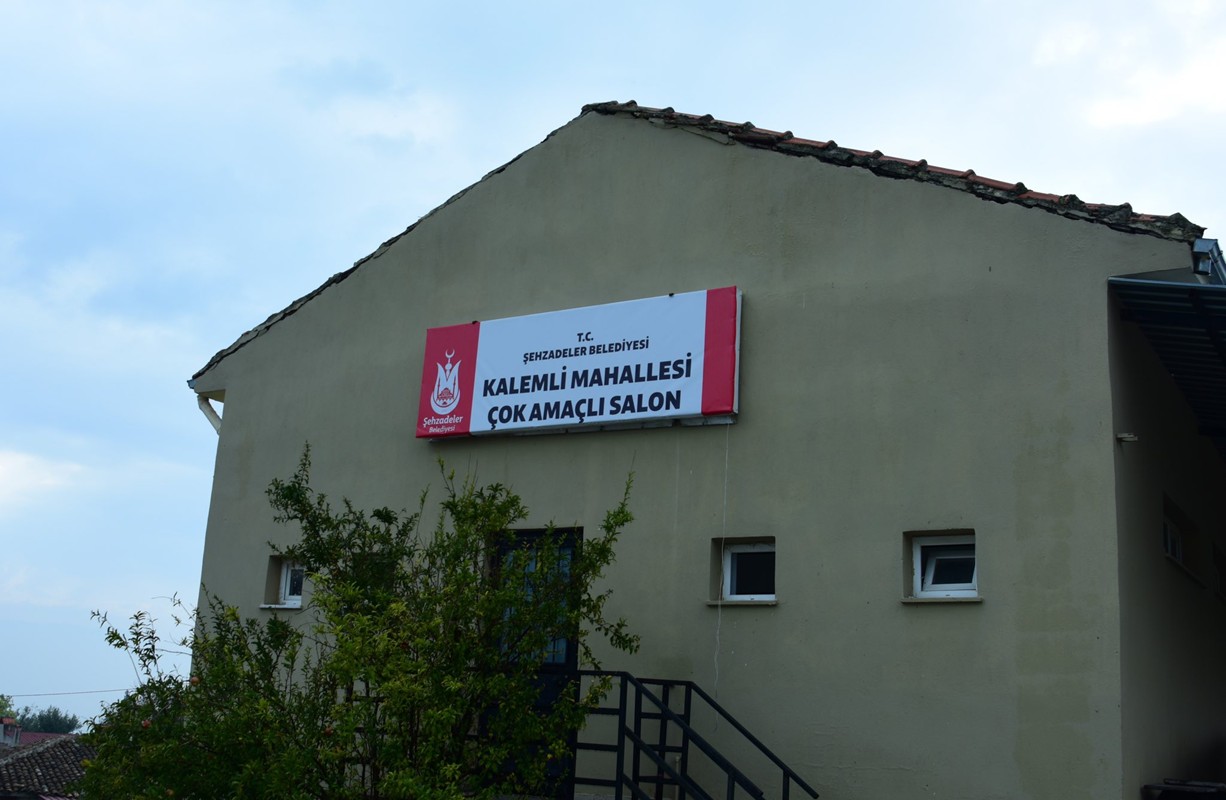 T.C.
ŞEHZADELER BELEDİYESİ
KALEMLİ MAHALLESİ
ÇOK AMAÇLI SALON
Şehzadeler
Belediyesi